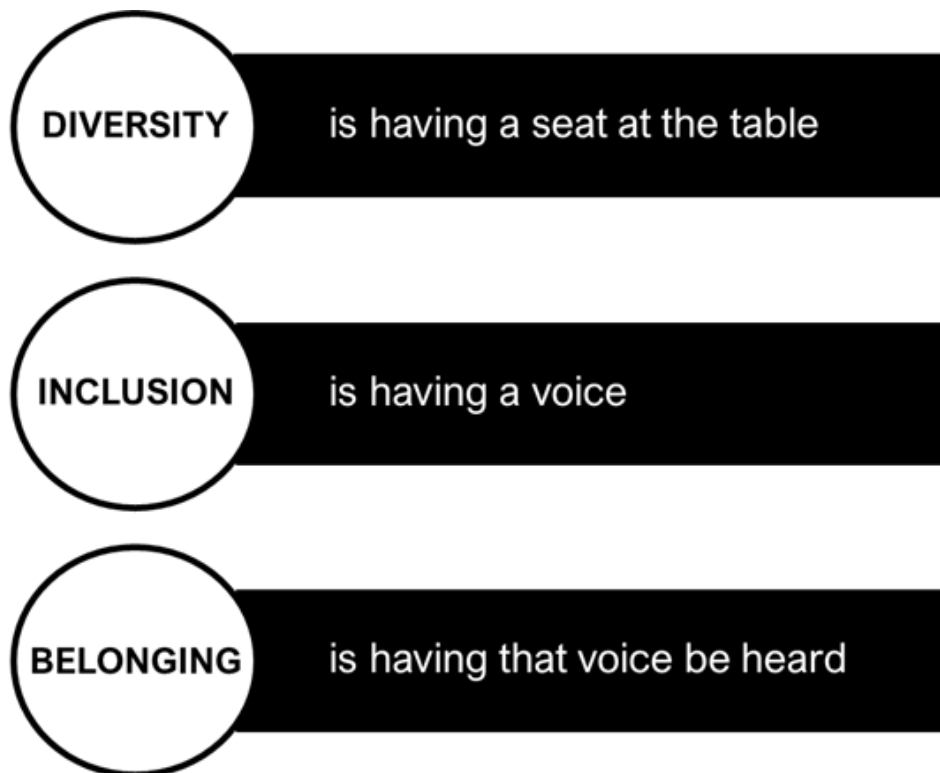 DIVERSITY is having a seat at the table
INCLUSION is having a voice
BELONGING is having that voice be heard